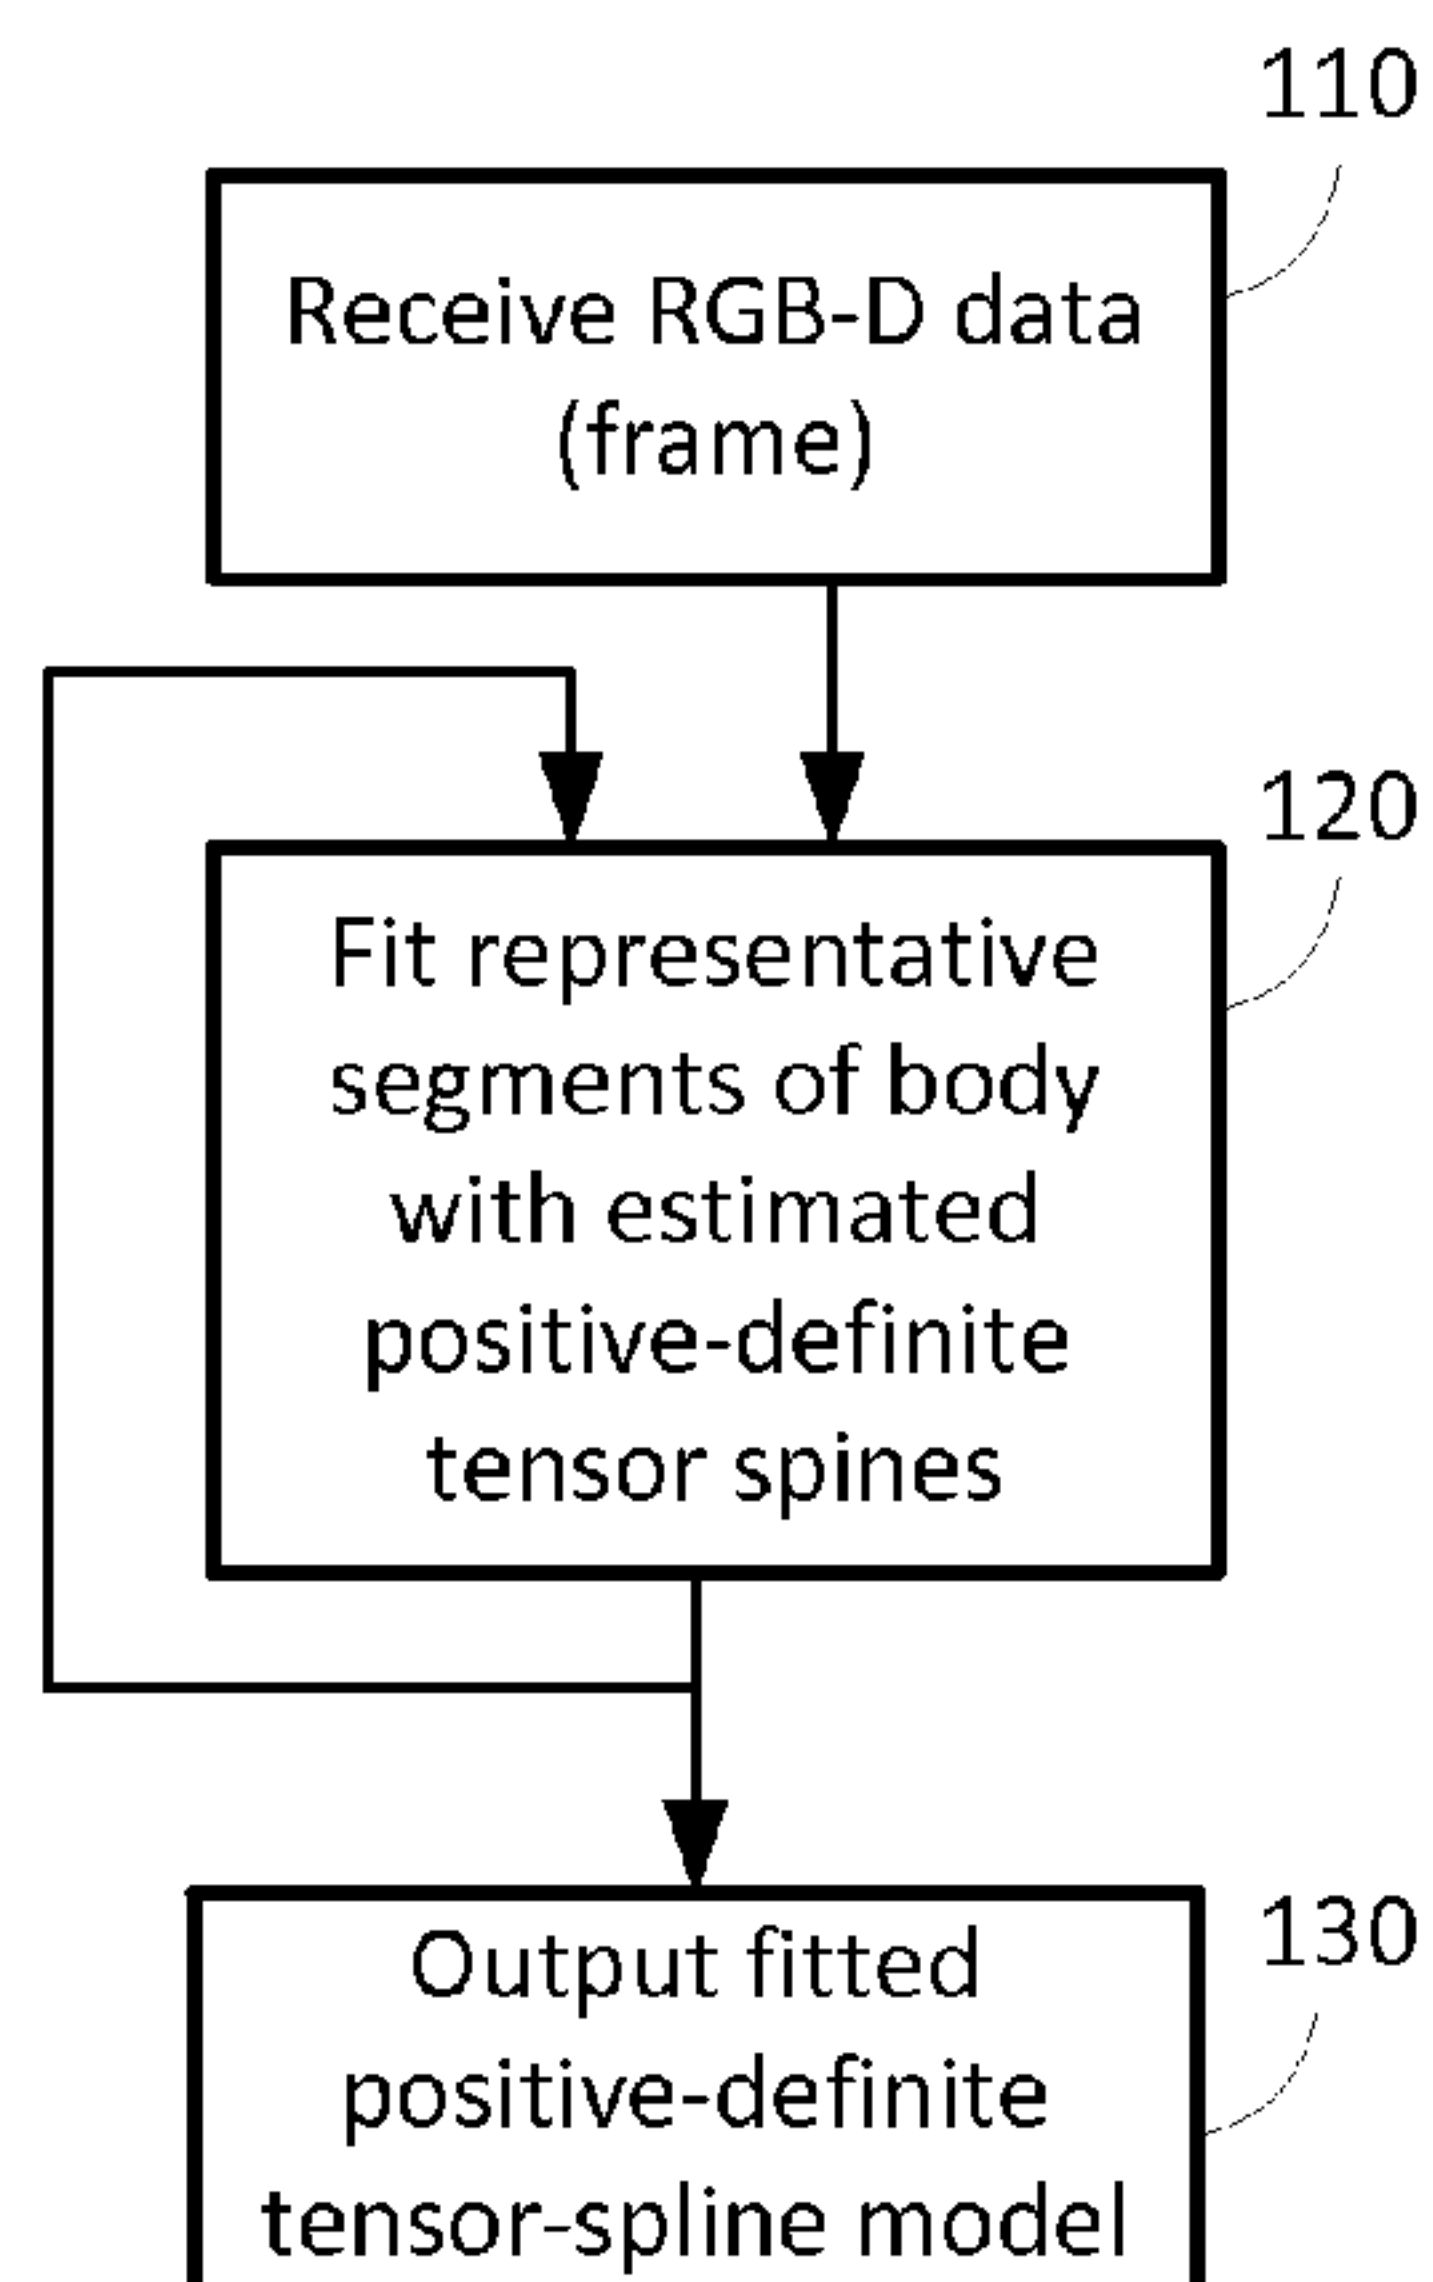 110
Receive RGB-D data
(frame)
120
Fit representative
segments of body
with estimated
positive-definite
tensor spines
130
Output fitted
positive-definite
tensor-spline model